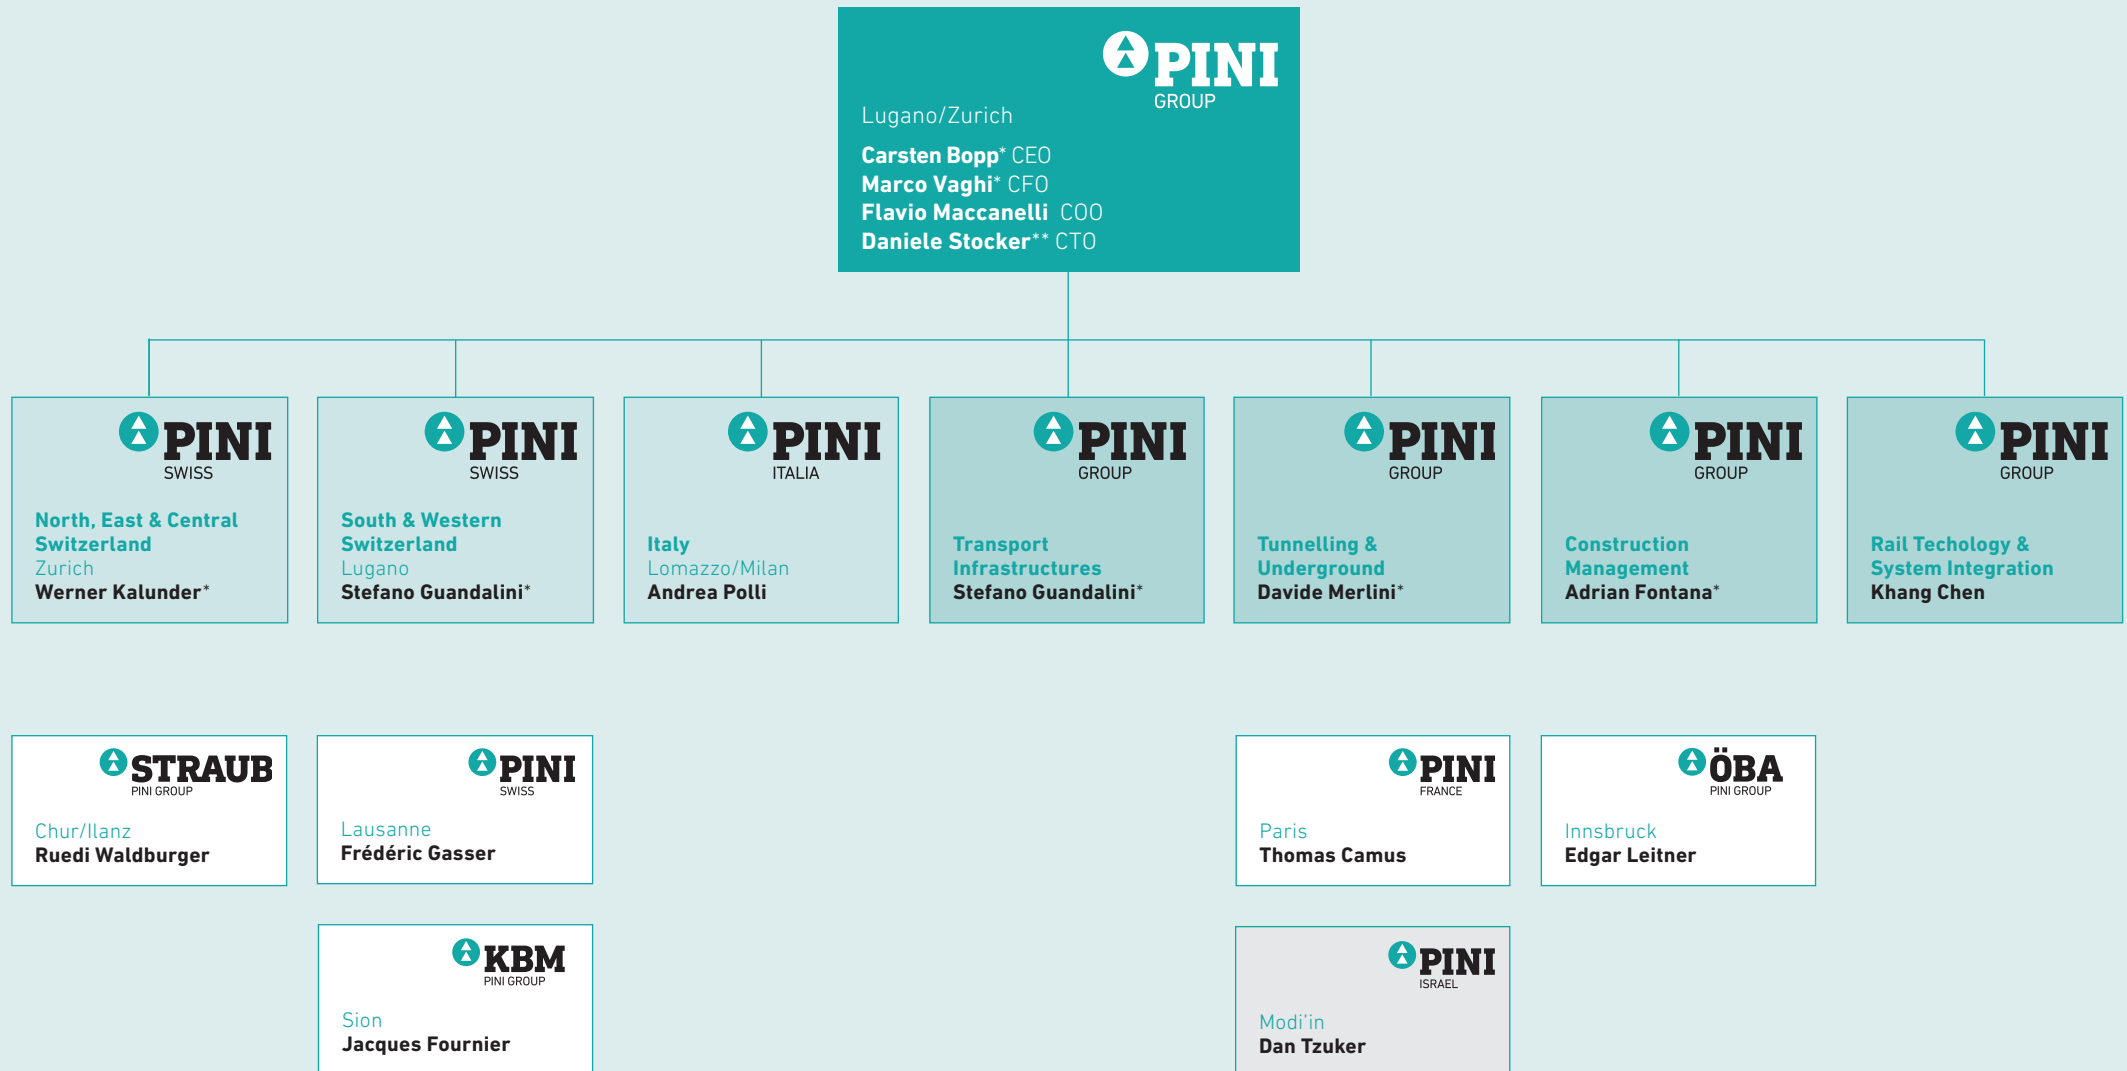 PINI
GROUP
Lugano/Zurich
Carsten Bopp* CEO
Marco Vaghi* CFO
Flavio Maccanelli COO
Daniele Stocker** CTO
PINI
SWISS
North, East & Central
Switzerland
Zurich
Werner Kalunder*
PINI
SWISS
South & Western
Switzerland
Lugano
Stefano Guandalini*
PINI
ITALIA
Italy
Lomazzo/Milan
Andrea Polli
PINI
GROUP
Transport
Infrastructures
Stefano Guandalini*
PINI
GROUP
Tunnelling &
Underground
Davide Merlini*
PINI
GROUP
Construction
Management
Adrian Fontana*
PINI
GROUP
Rail Techology &
System Integration
Khang Chen
STRAUB
PINI GROUP
Chur/Ilanz
Ruedi Waldburger
PINI
SWISS
Lausanne
Frédéric Gasser
PINI
FRANCE
Paris
Thomas Camus
ÖBA
PINI GROUP
Innsbruck
Edgar Leitner
KBM
PINI GROUP
Sion
Jacques Fournier
PINI
ISRAEL
Modi'in
Dan Tzuker